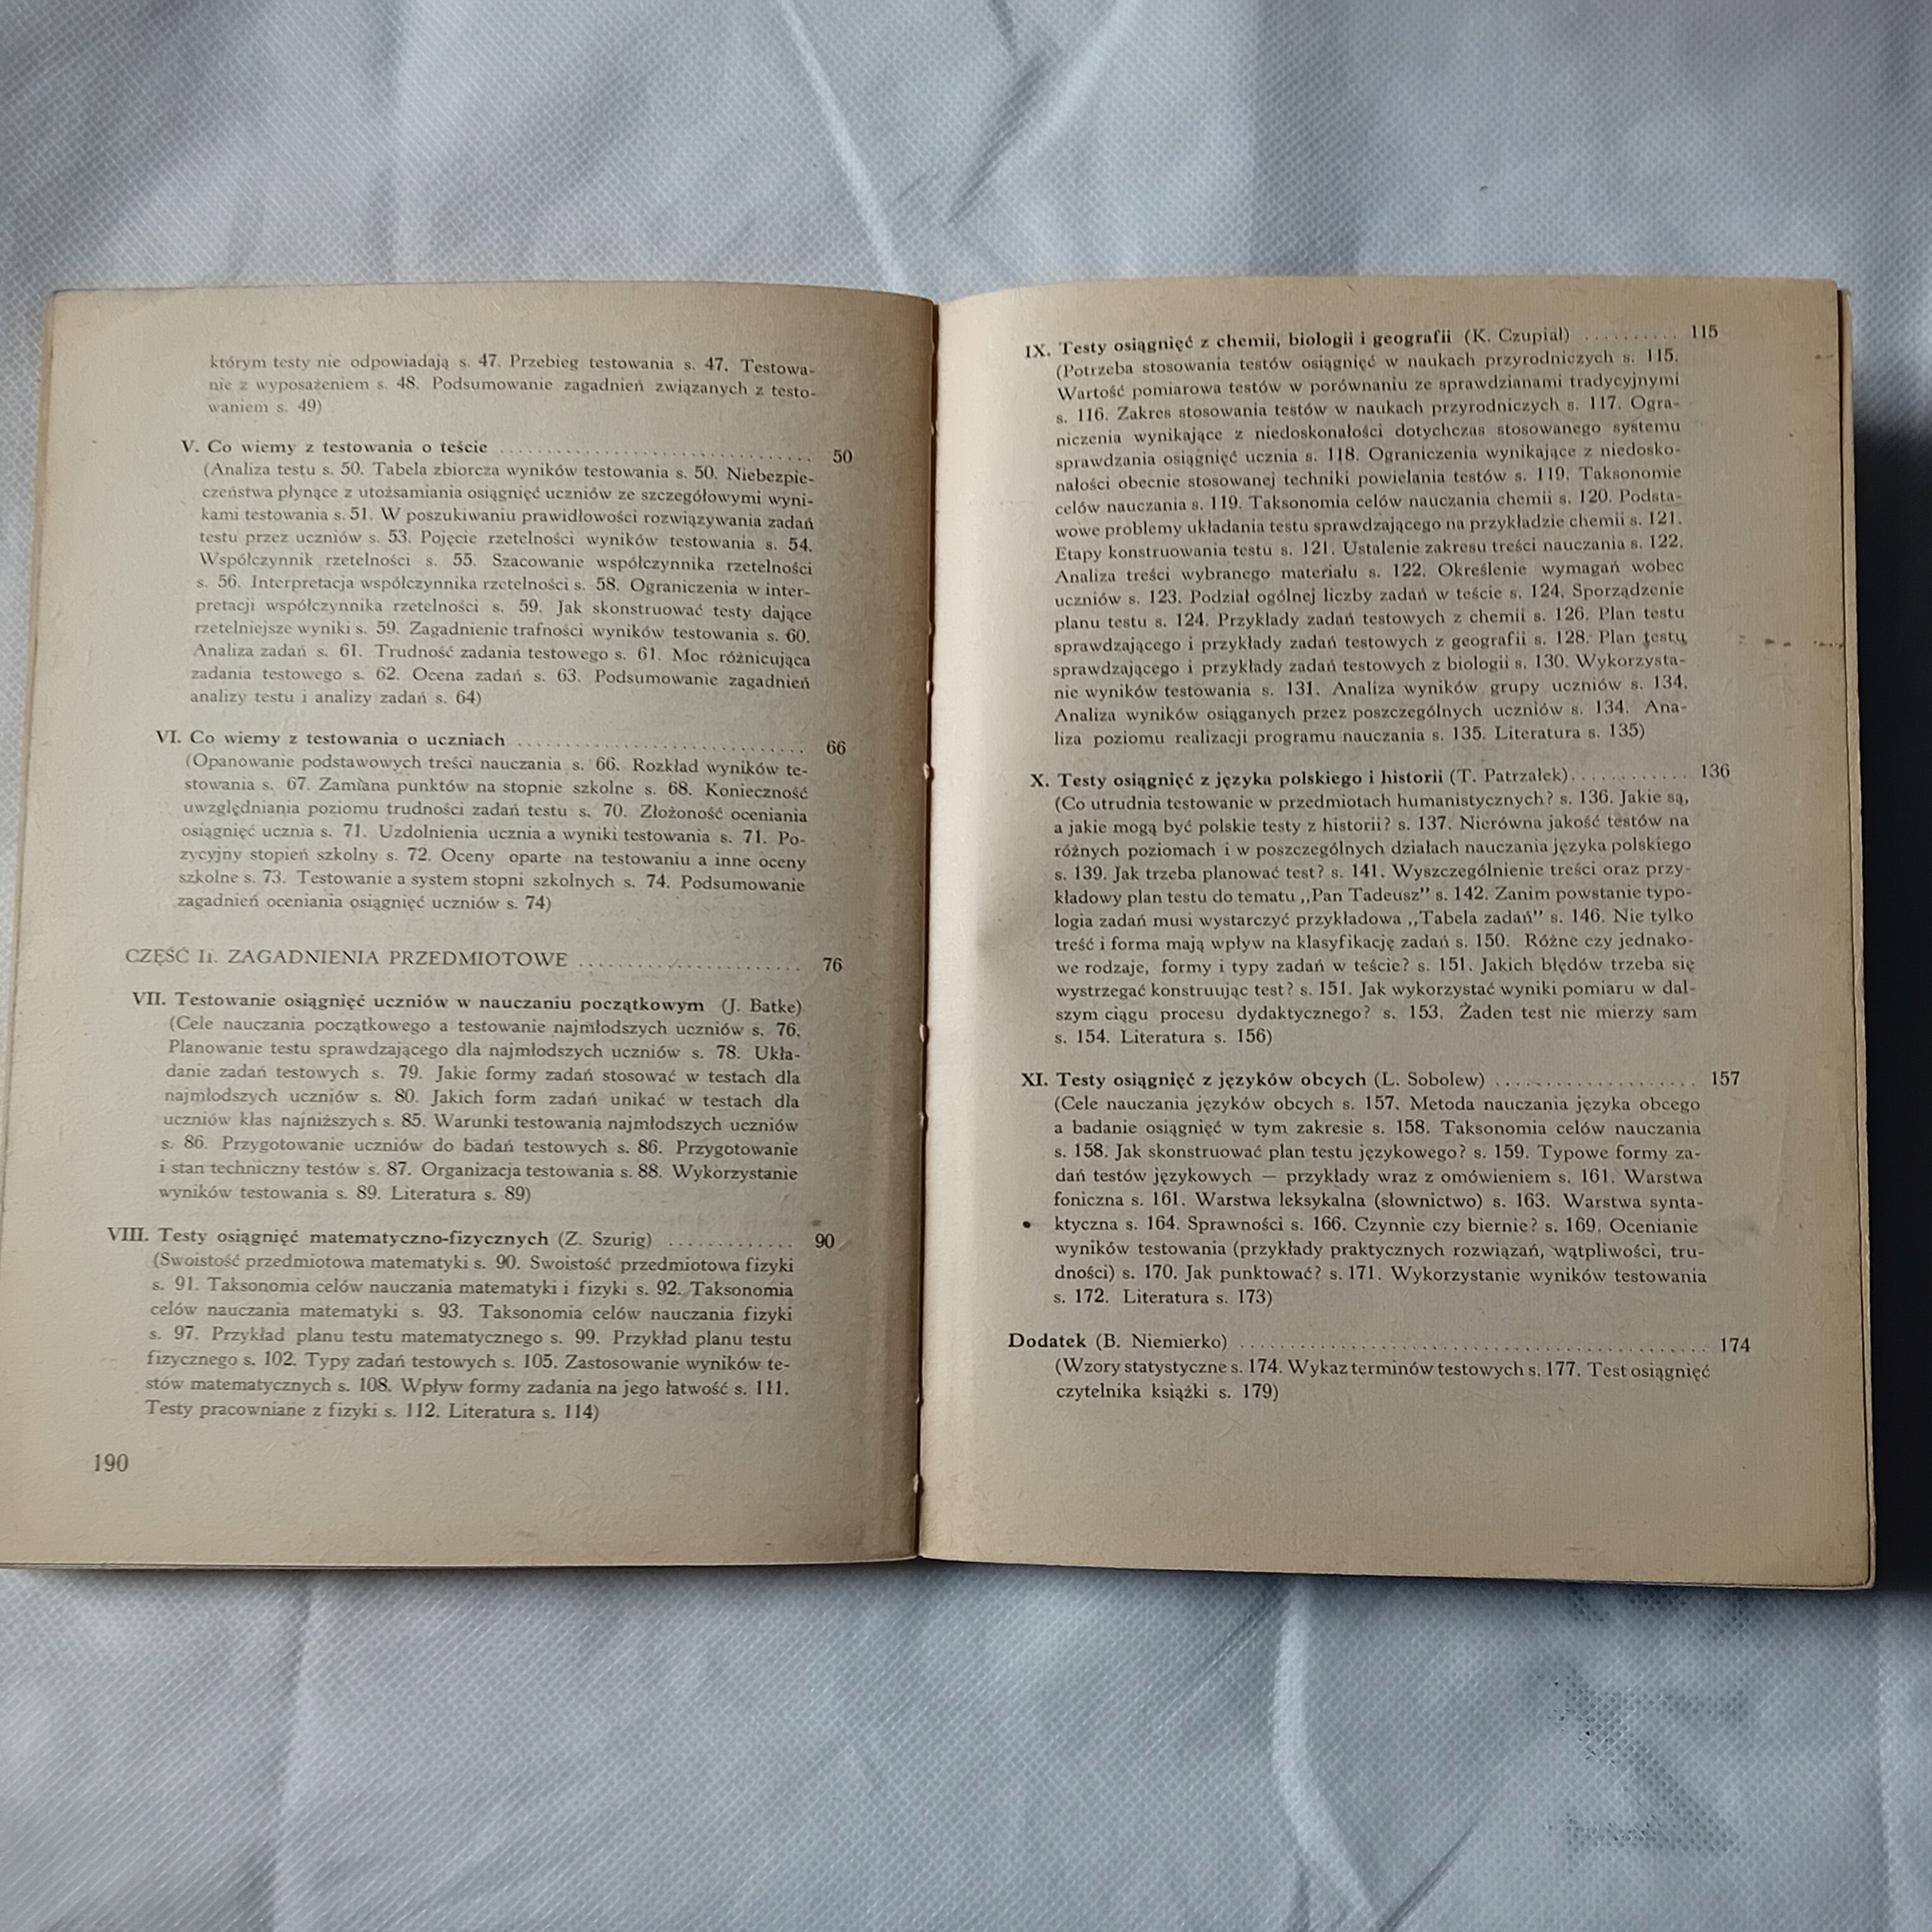 którym testy nie odpowiadają s. 47. Przebieg testowania s. 47. Testowa-
nie z wyposażeniem s. 48. Podsumowanie zagadnień związanych z testo-
waniem s. 49)
V. Co wiemy z testowania o teście .............................. 50
(Analiza testu s. 50. Tabela zbiorcza wyników testowania s. 50. Niebezpie-
czeństwa płynące z utożsamiania osiągnięć uczniów ze szczegółowymi wyni-
kami testowania s. 51. W poszukiwaniu prawidłowości rozwiązywania zadań
testu przez uczniów s. 53. Pojęcie rzetelności wyników testowania s. 54.
Współczynnik rzetelności s. 55. Szacowanie współczynnika rzetelności
s. 56. Interpretacja współczynnika rzetelności s. 58. Ograniczenia w inter-
pretacji współczynnika rzetelności s. 59. Jak skonstruować testy dające
rzetelniejsze wyniki s. 59. Zagadnienie trafności wyników testowania s. 60.
Analiza zadań s. 61. Trudność zadania testowego s. 61. Moc różnicująca
zadania testowego s. 62. Ocena zadań s. 63. Podsumowanie zagadnień
analizy testu i analizy zadań s. 64)
VI. Co wiemy z testowania o uczniach ........................... 66
(Opanowanie podstawowych treści nauczania s. 66. Rozkład wyników te-
stowania s. 67. Zamiana punktów na stopnie szkolne s. 68. Konieczność
uwzględniania poziomu trudności zadań testu s. 70. Złożoność oceniania
osiągnięć ucznia s. 71. Uzdolnienia ucznia a wyniki testowania s. 71. Po-
zycyjny stopień szkolny s. 72. Oceny oparte na testowaniu a inne oceny
szkolne s. 73. Testowanie a system stopni szkolnych s. 74. Podsumowanie
zagadnień oceniania osiągnięć uczniów s. 74)
CZĘŚĆ II. ZAGADNIENIA PRZEDMIOTOWE ....................... 76
VII. Testowanie osiągnięć uczniów w nauczaniu początkowym (J. Batke)
(Cele nauczania początkowego a testowanie najmłodszych uczniów s. 76.
Planowanie testu sprawdzającego dla najmłodszych uczniów s. 78. Ukła-
danie zadań testowych s. 79. Jakie formy zadań stosować w testach dla
najmłodszych uczniów s. 80. Jakich form zadań unikać w testach dla
uczniów klas najniższych s. 85. Warunki testowania najmłodszych uczniów
s. 86. Przygotowanie uczniów do badań testowych s. 86. Przygotowanie
i stan techniczny testów s. 87. Organizacja testowania s. 88. Wykorzystanie
wyników testowania s. 89. Literatura s. 89)
VIII. Testy osiągnięć matematyczno-fizycznych (Z. Szurig) ............. 90
(Swoistość przedmiotowa matematyki s. 90. Swoistość przedmiotowa fizyki
s. 91. Taksonomia celów nauczania matematyki i fizyki s. 92. Taksonomia
celów nauczania matematyki s. 93. Taksonomia celów nauczania fizyki
s. 97. Przykład planu testu matematycznego s. 99. Przykład planu testu
fizycznego s. 102. Typy zadań testowych s. 105. Zastosowanie wyników te-
stów matematycznych s. 108. Wpływ formy zadania na jego łatwość s. 111.
Testy pracowniane z fizyki s. 112. Literatura s. 114)
190
IX. Testy osiągnięć z chemii, biologii i geografii (K. Czupiał) .......... 115
(Potrzeba stosowania testów osiągnięć w naukach przyrodniczych s. 115.
Wartość pomiarowa testów w porównaniu ze sprawdzianami tradycyjnymi
s. 116. Zakres stosowania testów w naukach przyrodniczych s. 117. Ogra-
niczenia wynikające z niedoskonałości dotychczas stosowanego systemu
sprawdzania osiągnięć ucznia s. 118. Ograniczenia wynikające z niedosko-
nałości obecnie stosowanej techniki powielania testów s. 119. Taksonomie
celów nauczania s. 119. Taksonomia celów nauczania chemii s. 120. Podsta-
wowe problemy układania testu sprawdzającego na przykładzie chemii s. 121.
Etapy konstruowania testu s. 121. Ustalenie zakresu treści nauczania s. 122.
Analiza treści wybranego materiału s. 122. Określenie wymagań wobec
uczniów s. 123. Podział ogólnej liczby zadań w teście s. 124. Sporządzenie
planu testu s. 124. Przykłady zadań testowych z chemii s. 126. Plan testu
sprawdzającego i przykłady zadań testowych z geografii s. 128. Plan testu
sprawdzającego i przykłady zadań testowych z biologii s. 130. Wykorzysta-
nie wyników testowania s. 131. Analiza wyników grupy uczniów s. 134.
Analiza wyników osiąganych przez poszczególnych uczniów s. 134. Ana-
liza poziomu realizacji programu nauczania s. 135. Literatura s. 135)
X. Testy osiągnięć z języka polskiego i historii (T. Patrzałek)............ 136
(Co utrudnia testowanie w przedmiotach humanistycznych? s. 136. Jakie są,
a jakie mogą być polskie testy z historii? s. 137. Nierówna jakość testów na
różnych poziomach i w poszczególnych działach nauczania języka polskiego
s. 139. Jak trzeba planować test? s. 141. Wyszczególnienie treści oraz przy-
kładowy plan testu do tematu ,,Pan Tadeusz" s. 142. Zanim powstanie typo-
logia zadań musi wystarczyć przykładowa ,,Tabela zadań" s. 146. Nie tylko
treść i forma mają wpływ na klasyfikację zadań s. 150. Różne czy jednako-
we rodzaje, formy i typy zadań w teście? s. 151. Jakich błędów trzeba się
wystrzegać konstruując test? s. 151. Jak wykorzystać wyniki pomiaru w dal-
szym ciągu procesu dydaktycznego? s. 153. Żaden test nie mierzy sam
s. 154. Literatura s. 156)
XI. Testy osiągnięć z języków obcych (L. Sobolew) .................... 157
(Cele nauczania języków obcych s. 157. Metoda nauczania języka obcego
a badanie osiągnięć w tym zakresie s. 158. Taksonomia celów nauczania
s. 158. Jak skonstruować plan testu językowego? s. 159. Typowe formy za-
dań testów językowych — przykłady wraz z omówieniem s. 161. Warstwa
foniczna s. 161. Warstwa leksykalna (słownictwo) s. 163. Warstwa synta-
ktyczna s. 164. Sprawności s. 166. Czynnie czy biernie? s. 169. Ocenianie
wyników testowania (przykłady praktycznych rozwiązań, wątpliwości, tru-
dności) s. 170. Jak punktować? s. 171. Wykorzystanie wyników testowania
s. 172. Literatura s. 173)
Dodatek (B. Niemierko) ............................................. 174
(Wzory statystyczne s. 174. Wykaz terminów testowych s. 177. Test osiągnięć
czytelnika książki s. 179)